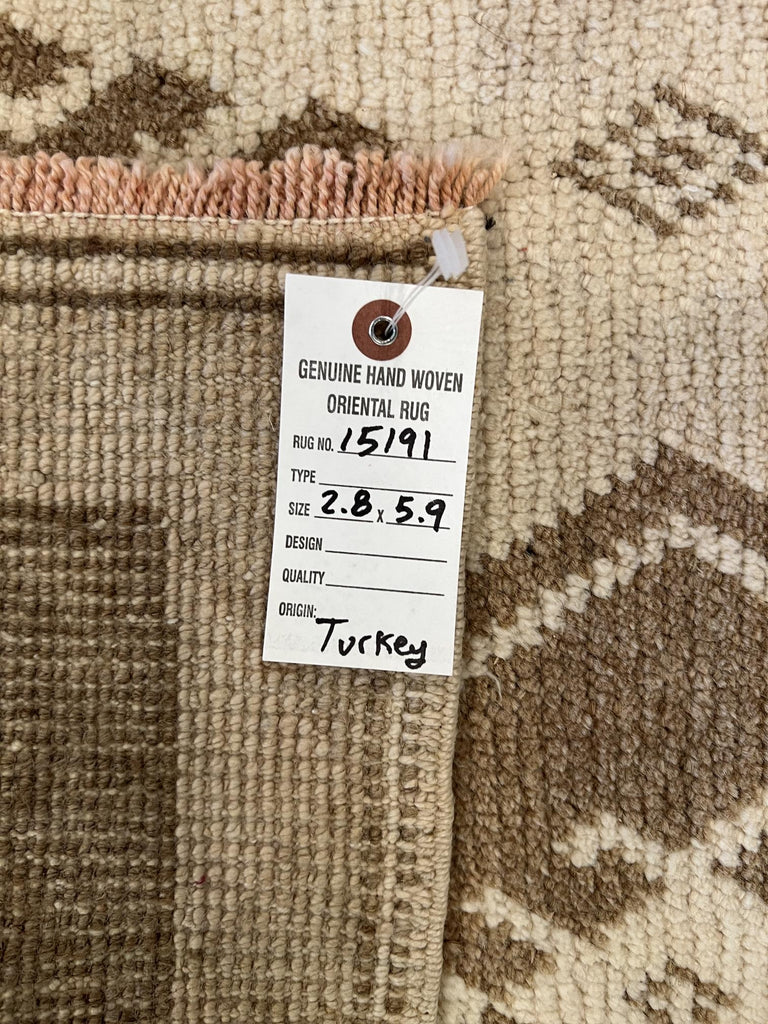 GENUINE HAND WOVEN
ORIENTAL RUG
RUG NO. 15191
TYPE
SIZE 2.8 x 5.9
DESIGN
QUALITY
ORIGIN:
Turkey